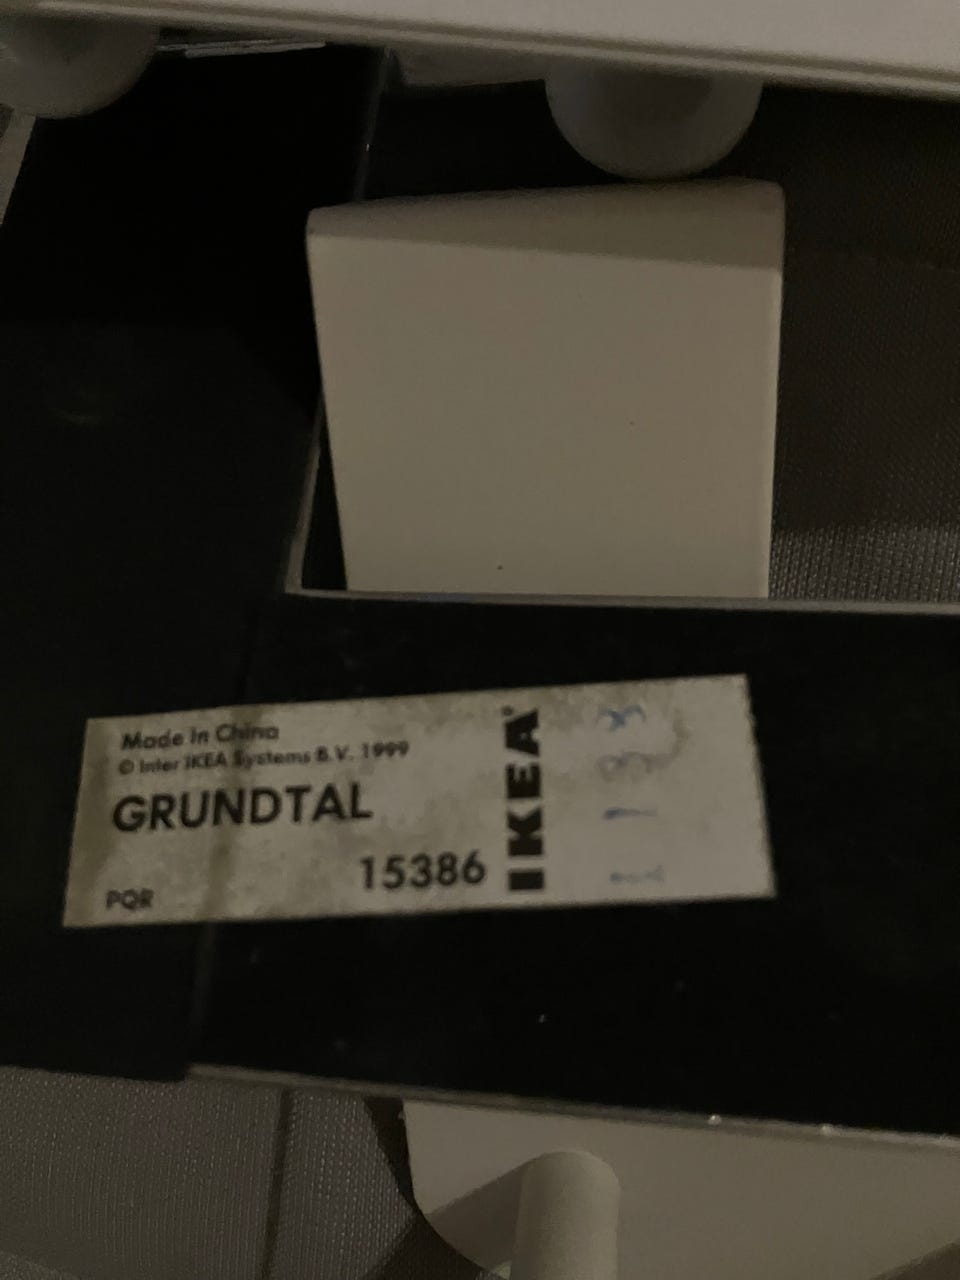 Made in China
© Inter IKEA Systems B.V. 1999
GRUNDTAL
15386
PQR
IKEA®